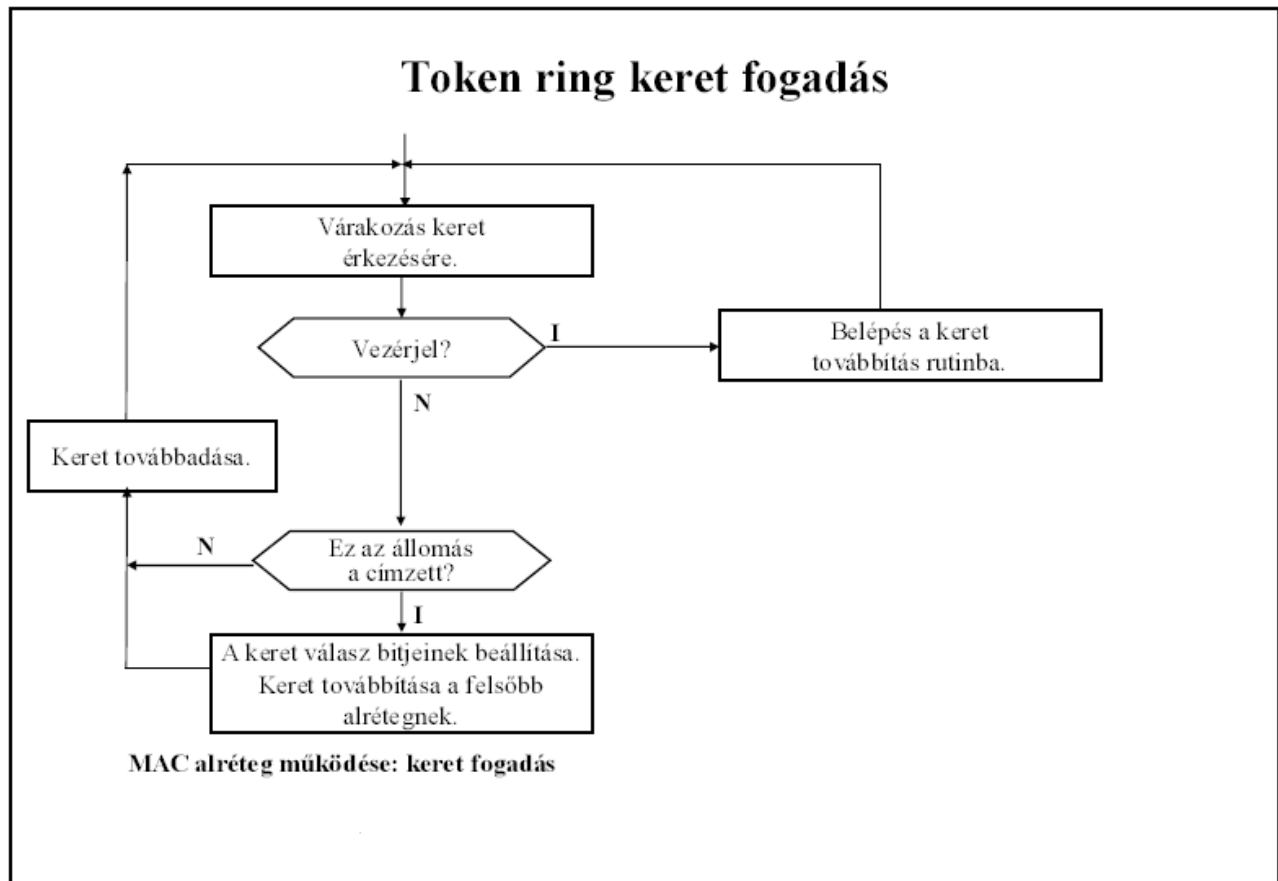 Token ring keret fogadás
Várakozás keret
érkezésére.
Vezérjel?
I
Belépés a keret
továbbítás rutinba.
N
Keret továbbadása.
N
Ez az állomás
a címzett?
I
A keret válasz bitjeinek beállítása.
Keret továbbítása a felsőbb
alrétegnek.
MAC alréteg működése: keret fogadás